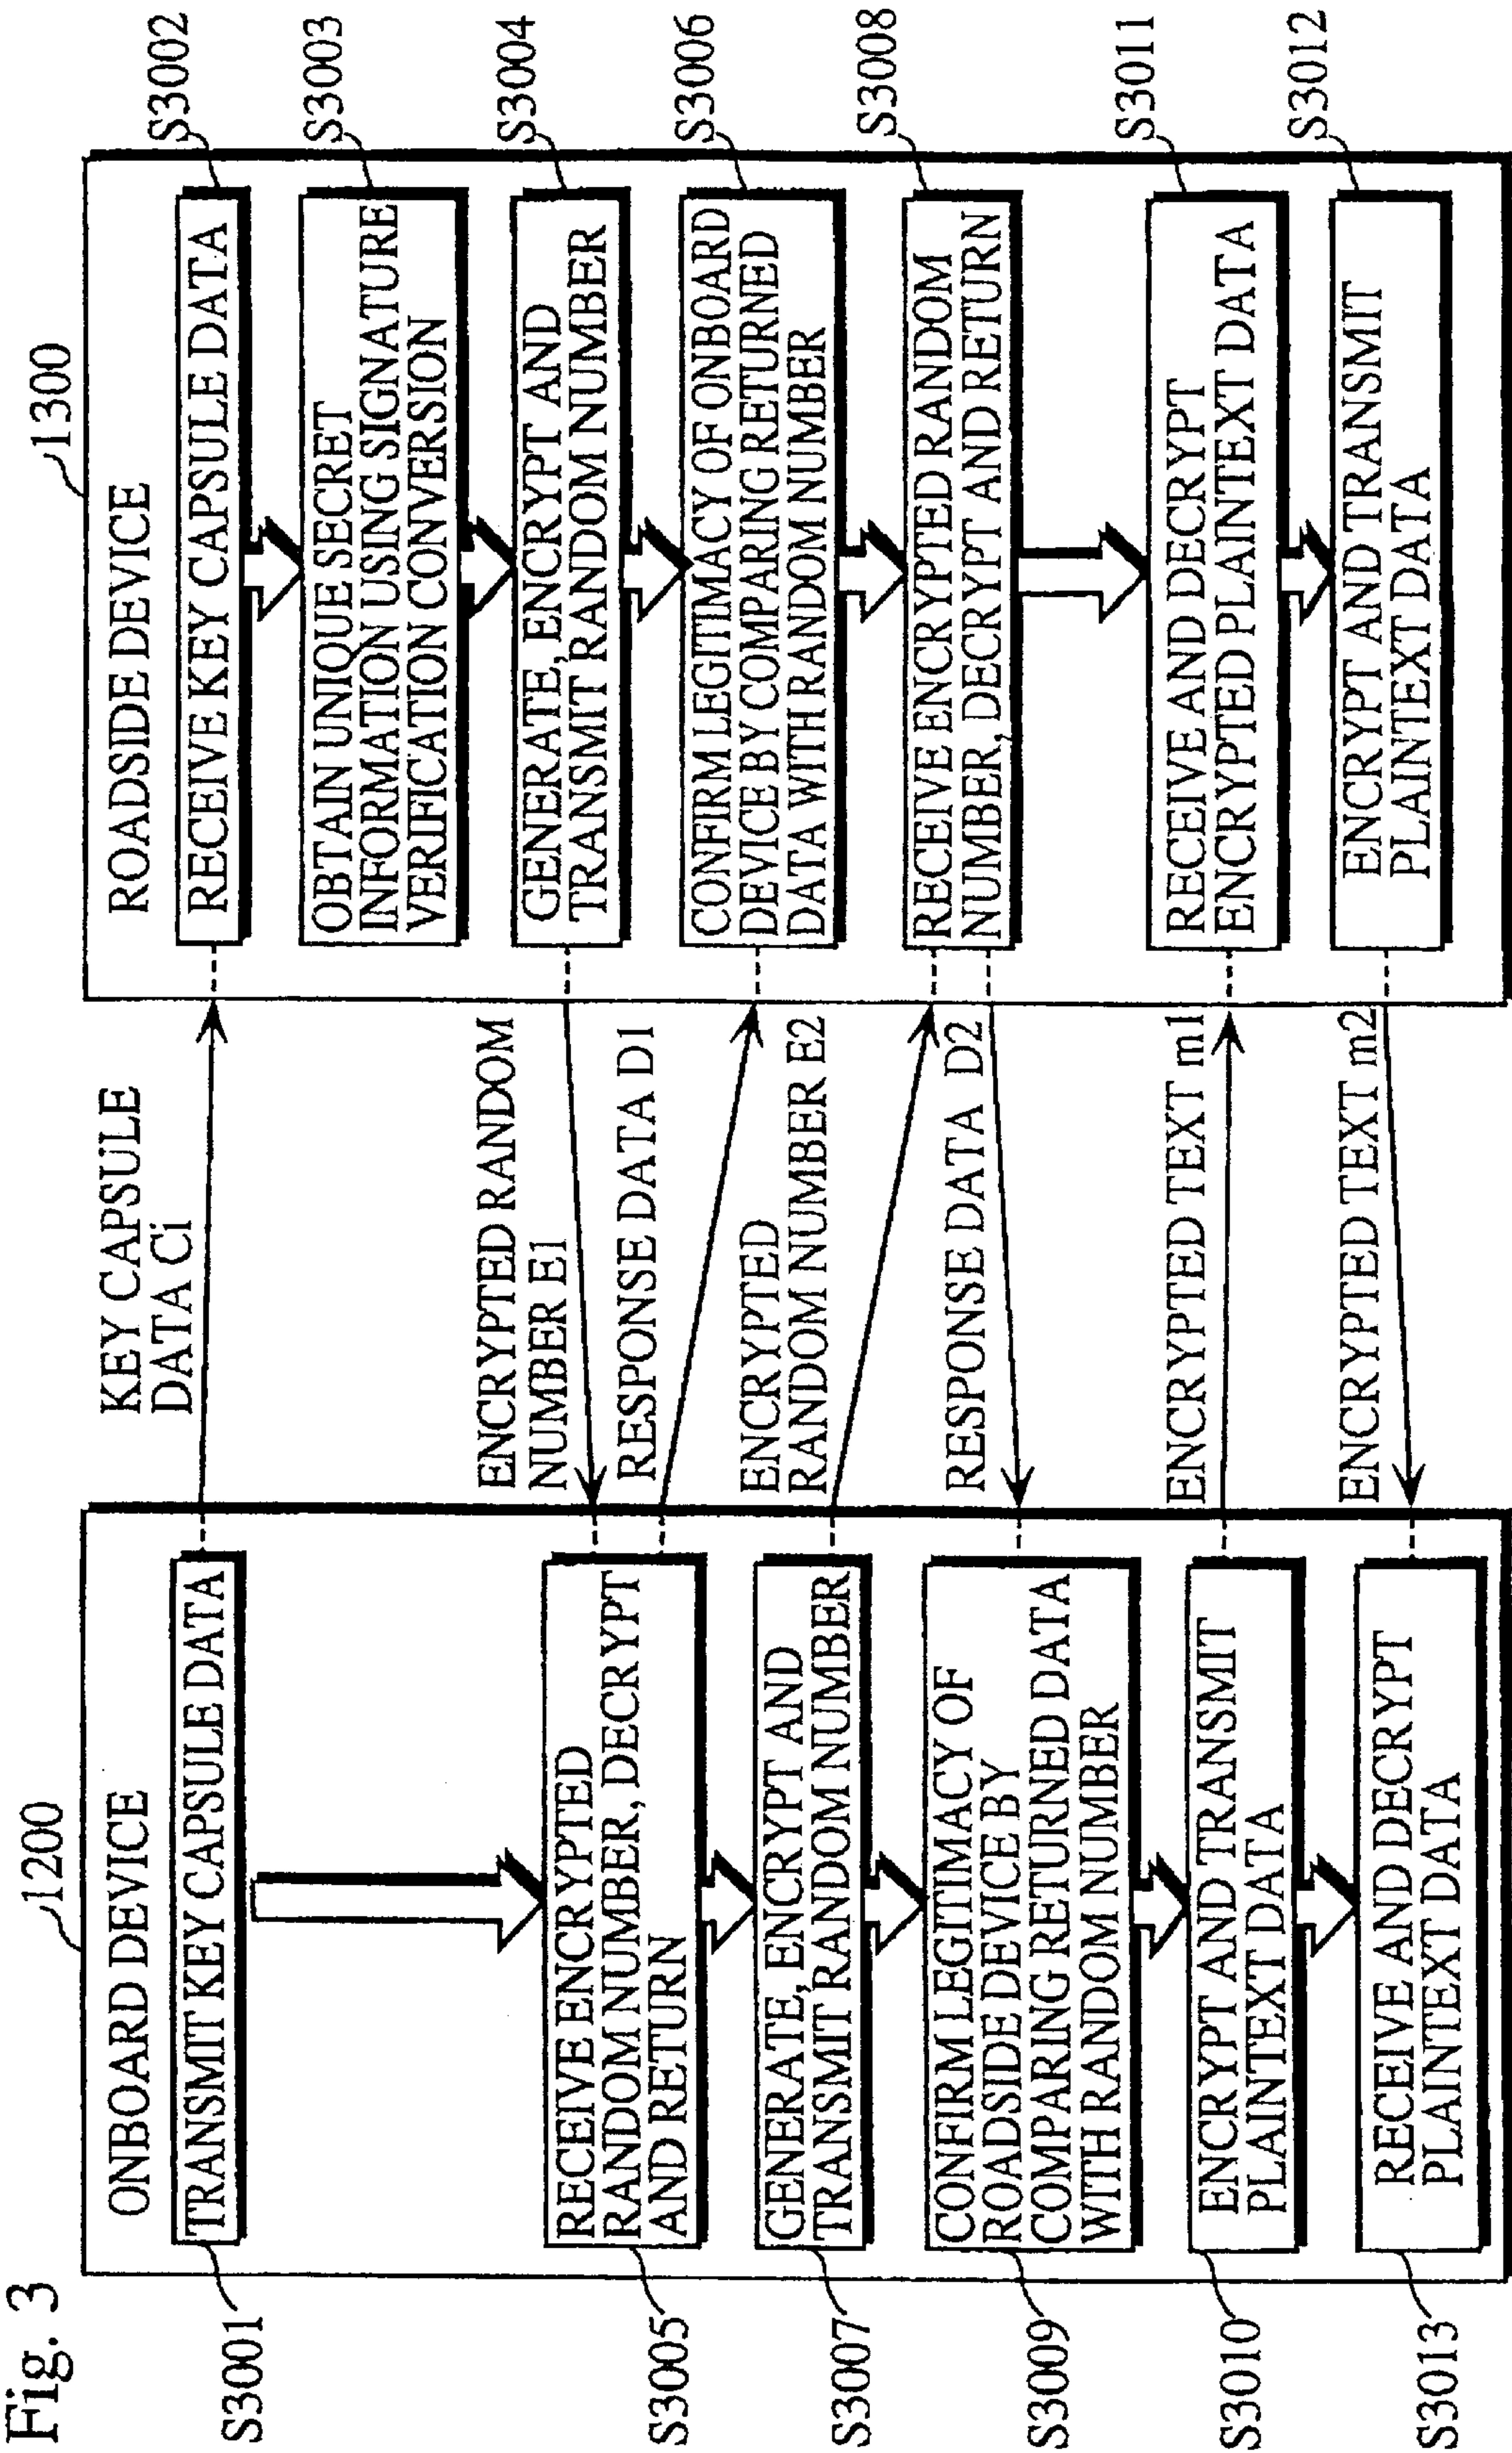 Fig. 3
1200
ONBOARD DEVICE
S3001
TRANSMIT KEY CAPSULE DATA
S3005
RECEIVE ENCRYPTED
RANDOM NUMBER, DECRYPT
AND RETURN
S3007
GENERATE, ENCRYPT AND
TRANSMIT RANDOM NUMBER
S3009
CONFIRM LEGITIMACY OF
ROADSIDE DEVICE BY
COMPARING RETURNED DATA
WITH RANDOM NUMBER
S3010
ENCRYPT AND TRANSMIT
PLAINTEXT DATA
S3013
RECEIVE AND DECRYPT
PLAINTEXT DATA
KEY CAPSULE
DATA Ci
ENCRYPTED RANDOM
NUMBER E1
RESPONSE DATA D1
ENCRYPTED
RANDOM NUMBER E2
RESPONSE DATA D2
ENCRYPTED TEXT m1
ENCRYPTED TEXT m2
1300
ROADSIDE DEVICE
RECEIVE KEY CAPSULE DATA
S3002
OBTAIN UNIQUE SECRET
INFORMATION USING SIGNATURE
VERIFICATION CONVERSION
S3003
GENERATE, ENCRYPT AND
TRANSMIT RANDOM NUMBER
S3004
CONFIRM LEGITIMACY OF ONBOARD
DEVICE BY COMPARING RETURNED
DATA WITH RANDOM NUMBER
S3006
RECEIVE ENCRYPTED RANDOM
NUMBER, DECRYPT AND RETURN
S3008
RECEIVE AND DECRYPT
ENCRYPTED PLAINTEXT DATA
S3011
ENCRYPT AND TRANSMIT
PLAINTEXT DATA
S3012